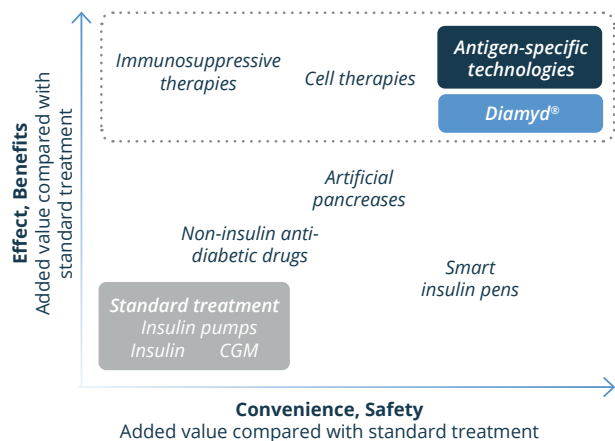 Effect, Benefits
Added value compared with
standard treatment
Immunosuppressive
therapies
Cell therapies
Antigen-specific
technologies
Diamyd®
Artificial
pancreases
Non-insulin anti-
diabetic drugs
Smart
insulin pens
Standard treatment
Insulin pumps
Insulin CGM
Convenience, Safety
Added value compared with standard treatment